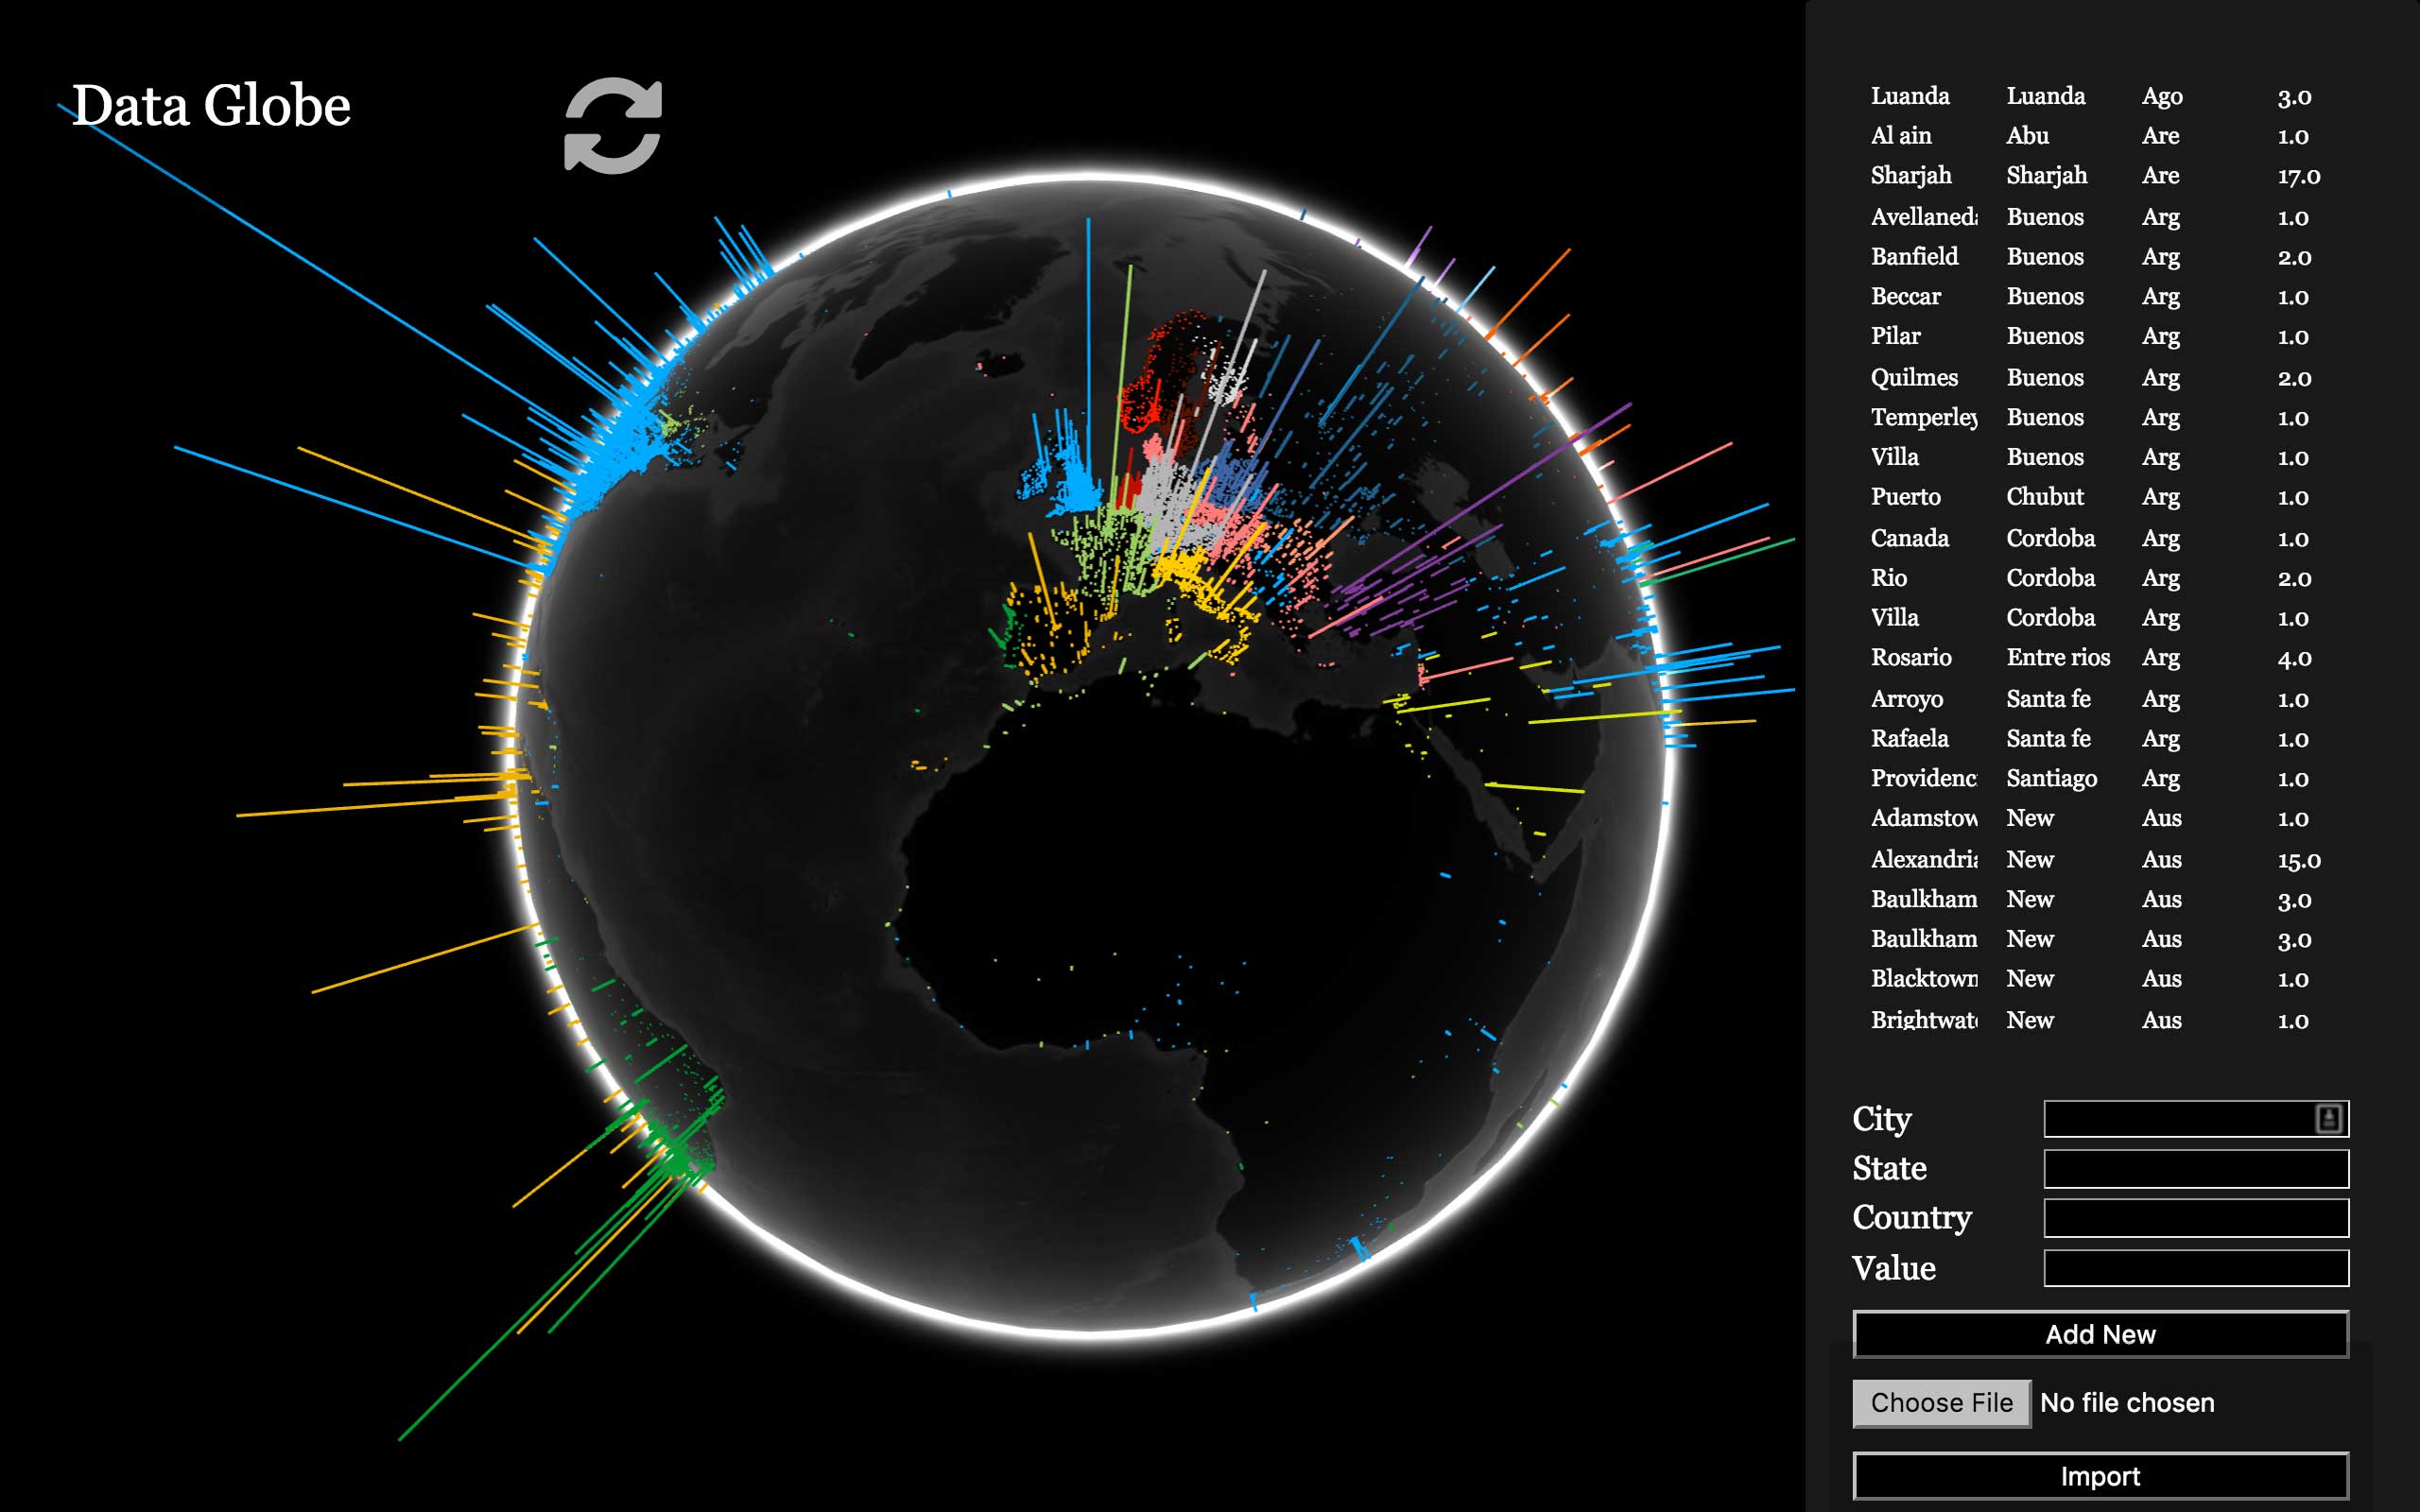 Data Globe
Luanda Luanda Ago 3.0
Al ain Abu Are 1.0
Sharjah Sharjah Are 17.0
Avellaneda Buenos Arg 1.0
Banfield Buenos Arg 2.0
Beccar Buenos Arg 1.0
Pilar Buenos Arg 1.0
Quilmes Buenos Arg 2.0
Temperley Buenos Arg 1.0
Villa Buenos Arg 1.0
Puerto Chubut Arg 1.0
Canada Cordoba Arg 1.0
Rio Cordoba Arg 2.0
Villa Cordoba Arg 1.0
Rosario Entre rios Arg 4.0
Arroyo Santa fe Arg 1.0
Rafaela Santa fe Arg 1.0
Providenc Santiago Arg 1.0
Adamstow New Aus 1.0
Alexandria New Aus 15.0
Baulkham New Aus 3.0
Baulkham New Aus 3.0
Blacktown New Aus 1.0
Brightwat New Aus 1.0
City
State
Country
Value
Add New
Choose File No file chosen
Import